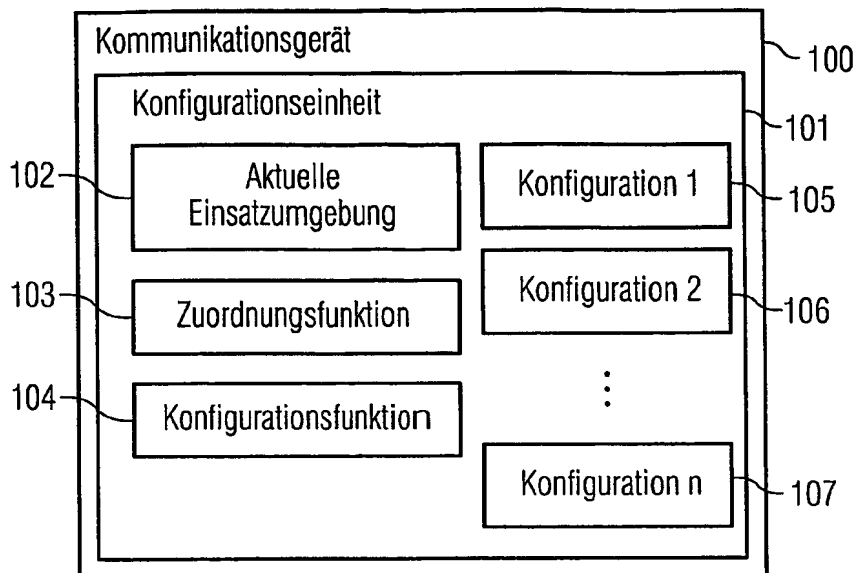 Kommunikationsgerät
100
Konfigurationseinheit
101
102
Aktuelle
Einsatzumgebung
Konfiguration 1
105
103
Zuordnungsfunktion
Konfiguration 2
106
104
Konfigurationsfunktion
Konfiguration n
107